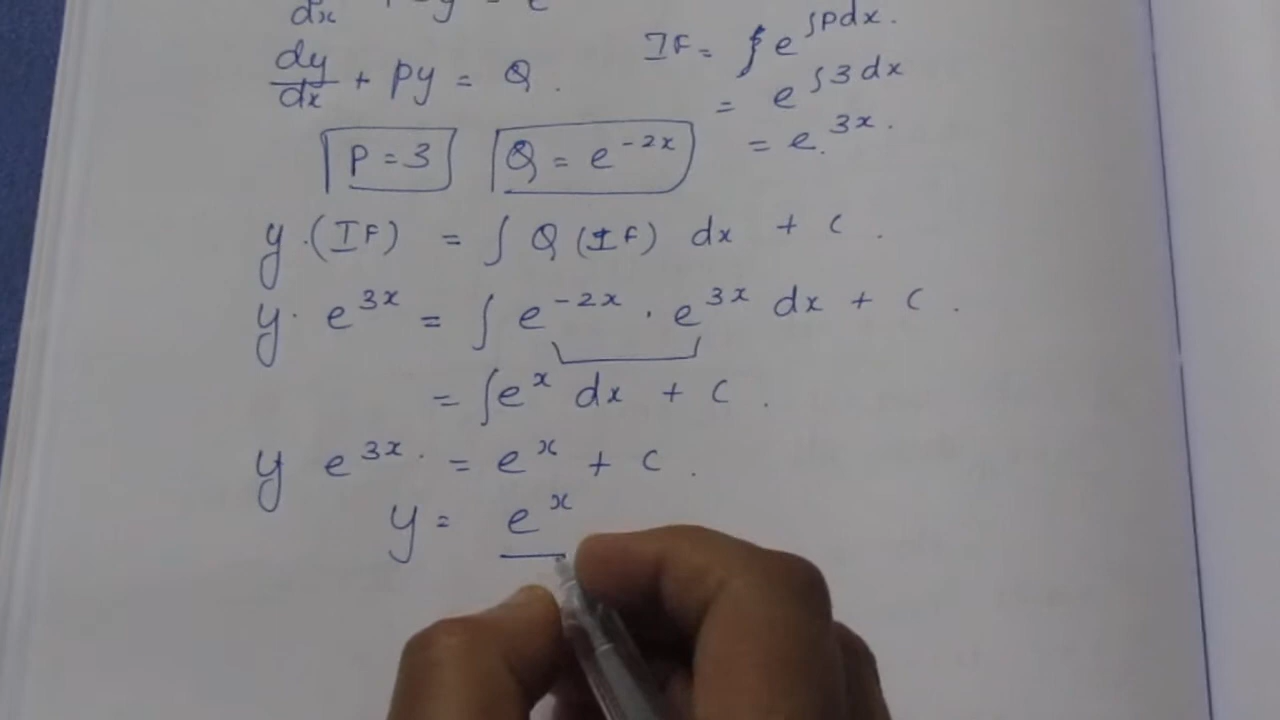 dy/dx + Py = Q .
IF = ∮ e^∫Pdx.
= e^∫3dx
= e^3x.
P = 3   Q = e^-2x
y.(IF) = ∫ Q (IF) dx + c .
y. e^3x = ∫ e^-2x . e^3x dx + c .
= ∫e^x dx + c .
y e^3x. = e^x + c .
y = e^x